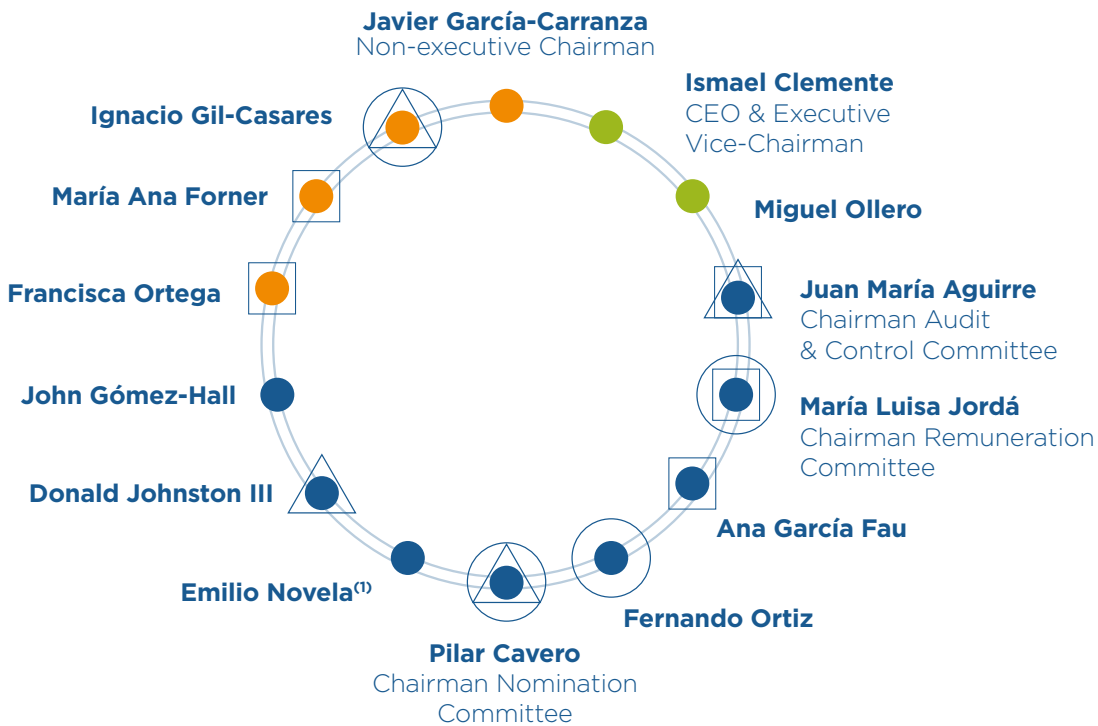 Javier García-Carranza
Non-executive Chairman
Ismael Clemente
CEO & Executive
Vice-Chairman
Ignacio Gil-Casares
María Ana Forner
Miguel Ollero
Francisca Ortega
Juan María Aguirre
Chairman Audit
& Control Committee
John Gómez-Hall
María Luisa Jordá
Chairman Remuneration
Committee
Donald Johnston III
Ana García Fau
Emilio Novela(1)
Fernando Ortiz
Pilar Cavero
Chairman Nomination
Committee